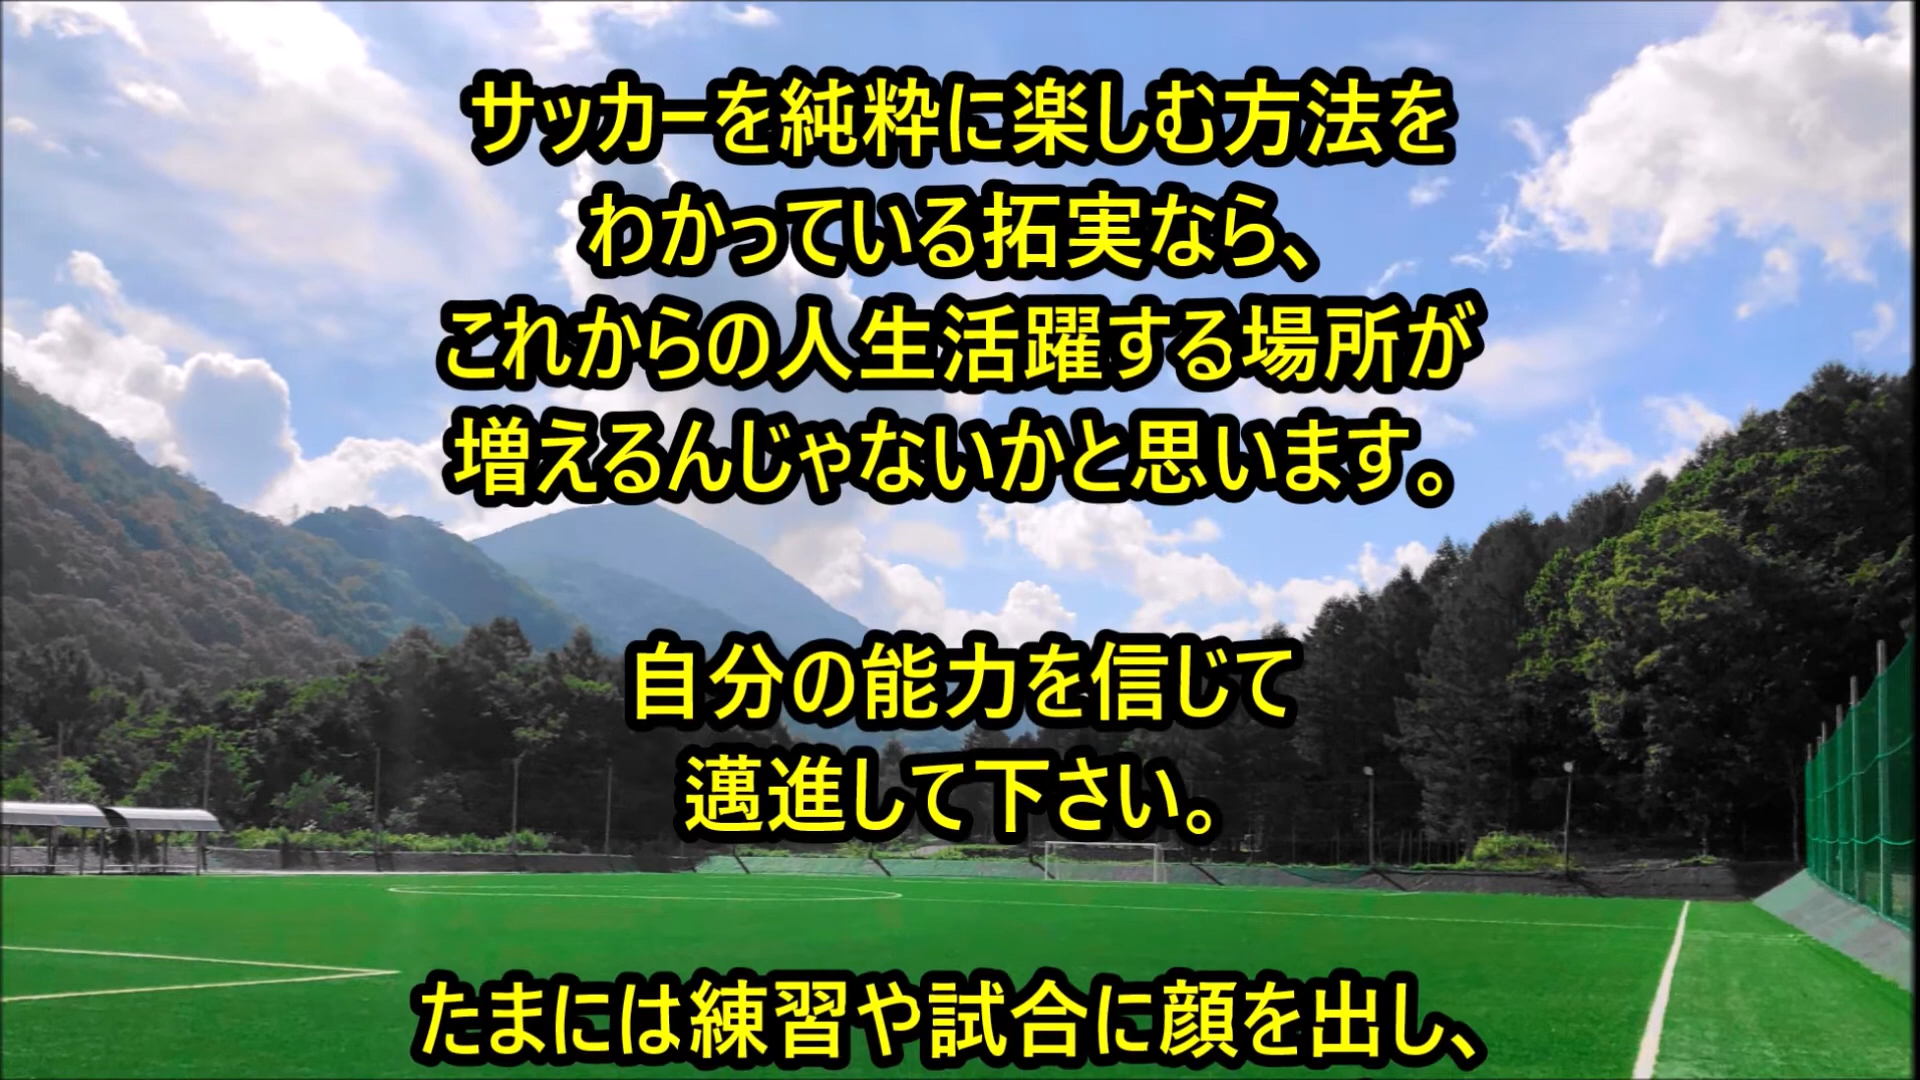 サッカーを純粋に楽しむ方法を
わかっている拓実なら、
これからの人生活躍する場所が
増えるんじゃないかと思います。
自分の能力を信じて
邁進して下さい。
たまには練習や試合に顔を出し、